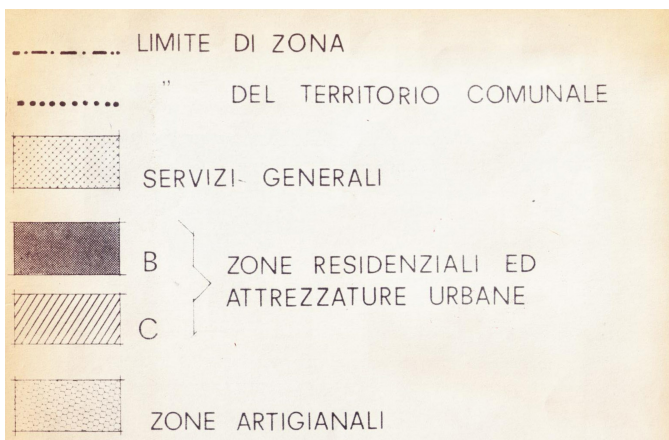 LIMITE DI ZONA
" DEL TERRITORIO COMUNALE
SERVIZI GENERALI
B
ZONE RESIDENZIALI ED
ATTREZZATURE URBANE
C
ZONE ARTIGIANALI